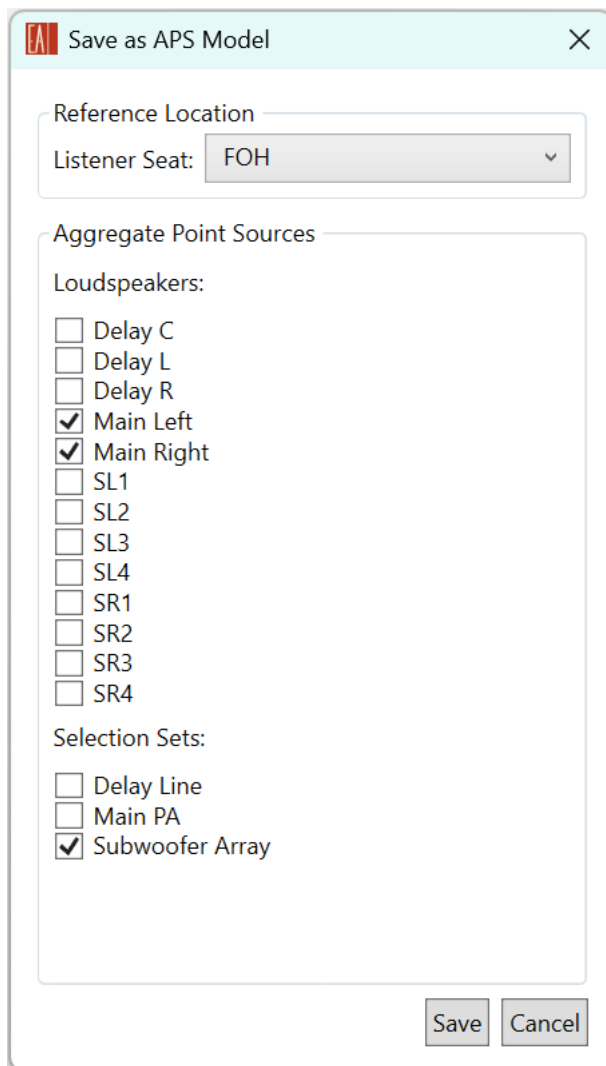 Save as APS Model
Reference Location
Listener Seat: FOH
Aggregate Point Sources
Loudspeakers:
Delay C
Delay L
Delay R
Main Left
Main Right
SL1
SL2
SL3
SL4
SR1
SR2
SR3
SR4
Selection Sets:
Delay Line
Main PA
Subwoofer Array
Save Cancel